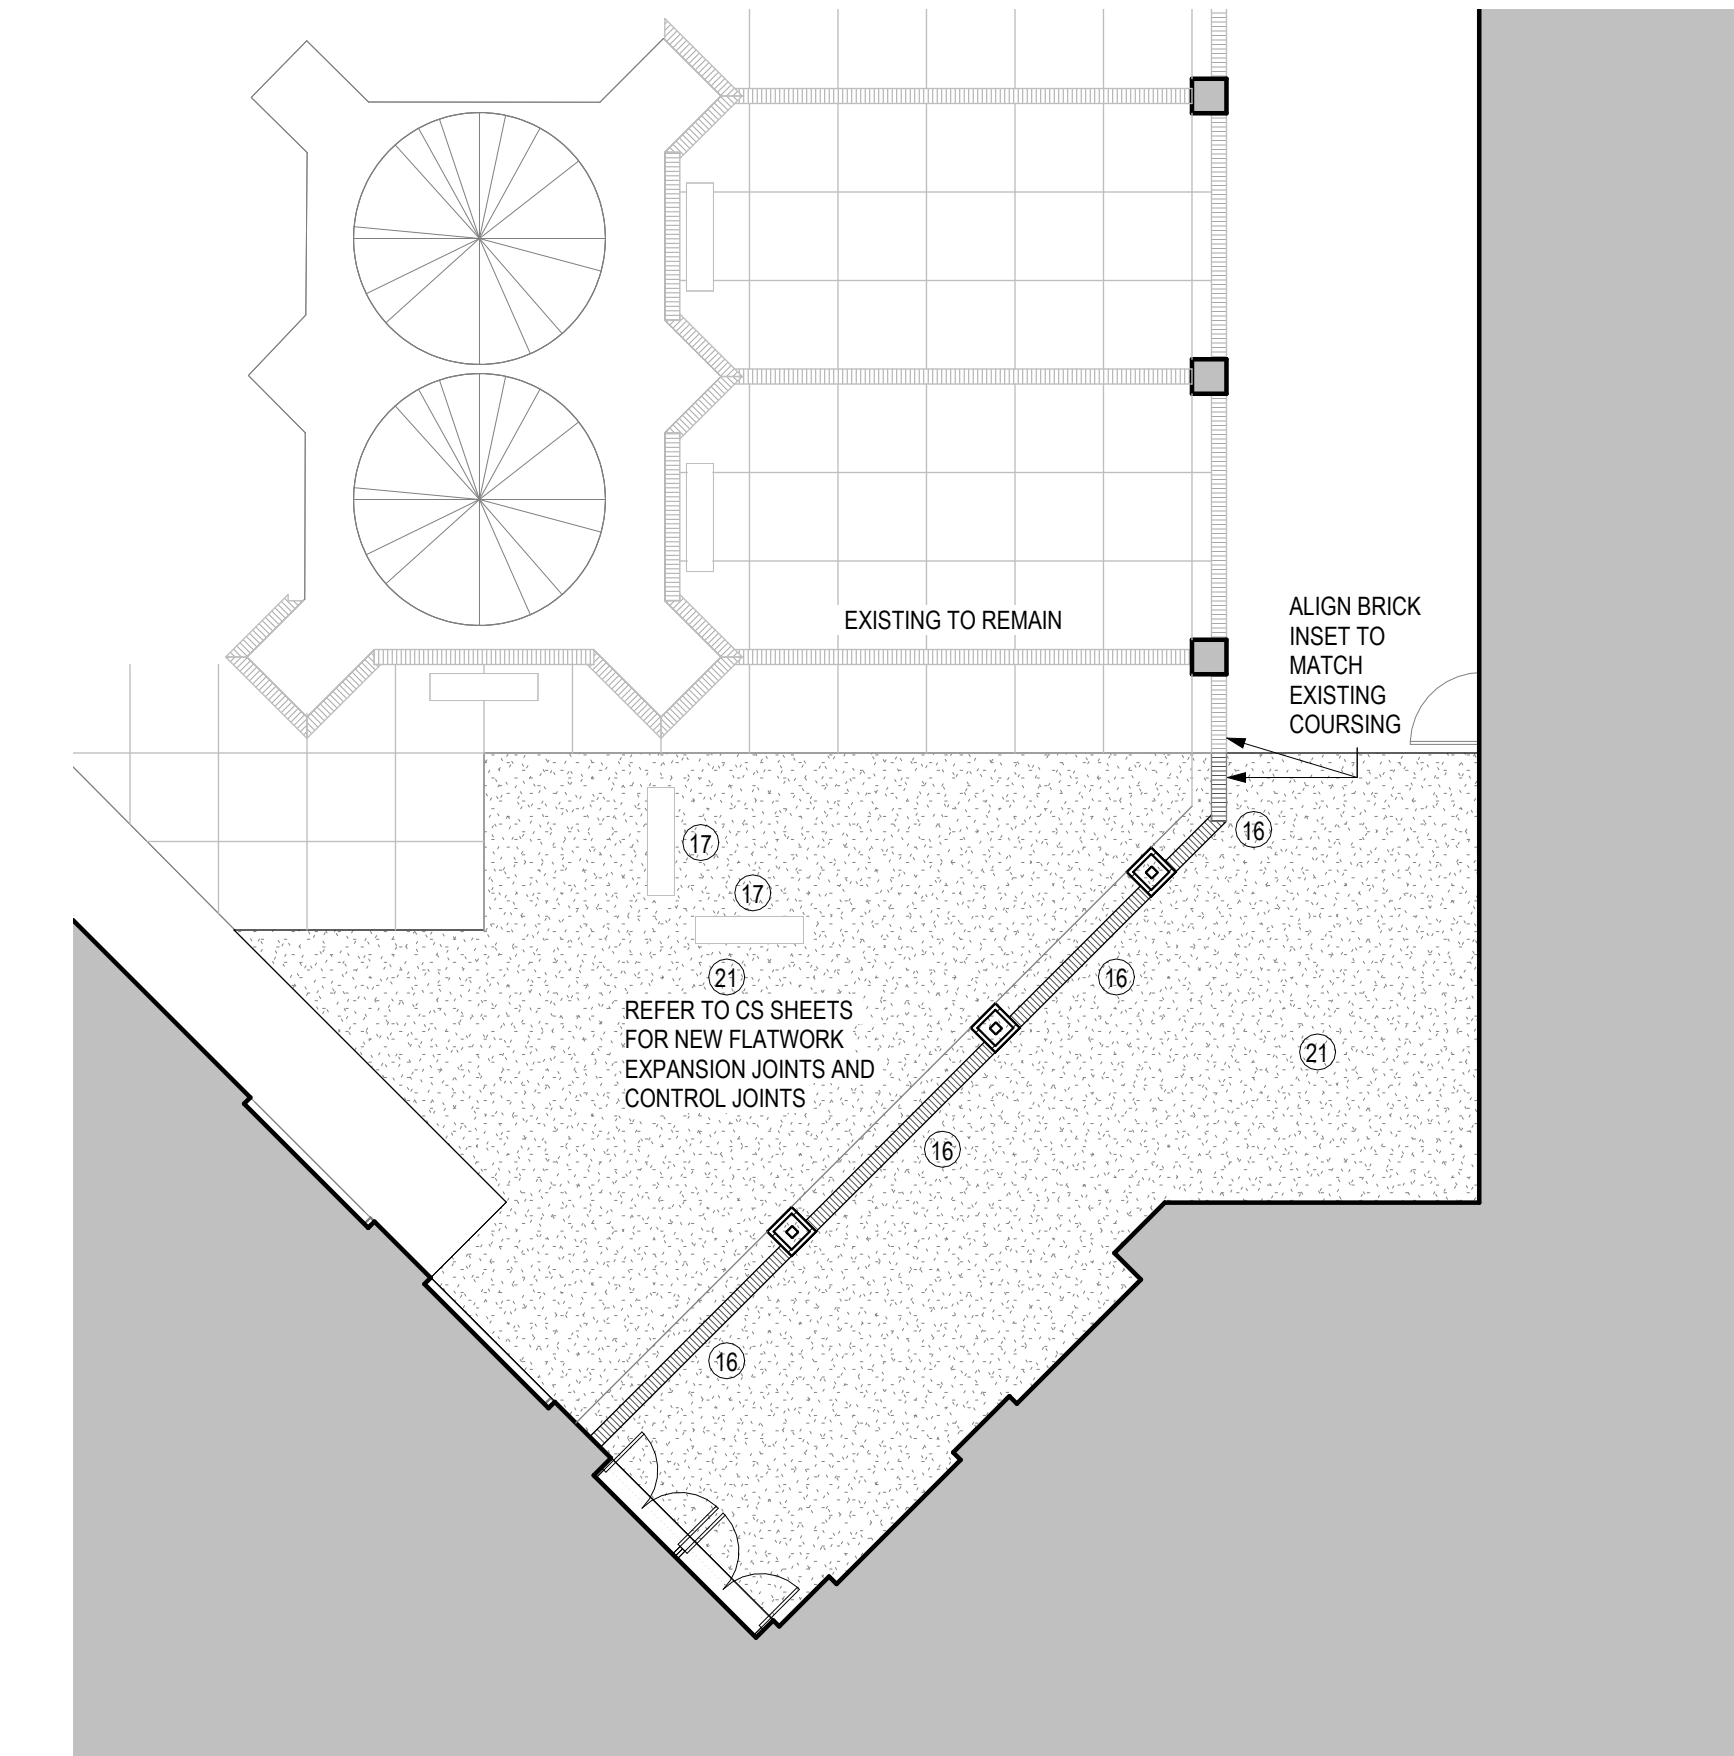 EXISTING TO REMAIN
ALIGN BRICK
INSET TO
MATCH
EXISTING
COURSING
16
17
17
16
21
REFER TO CS SHEETS
FOR NEW FLATWORK
EXPANSION JOINTS AND
CONTROL JOINTS
21
16
16